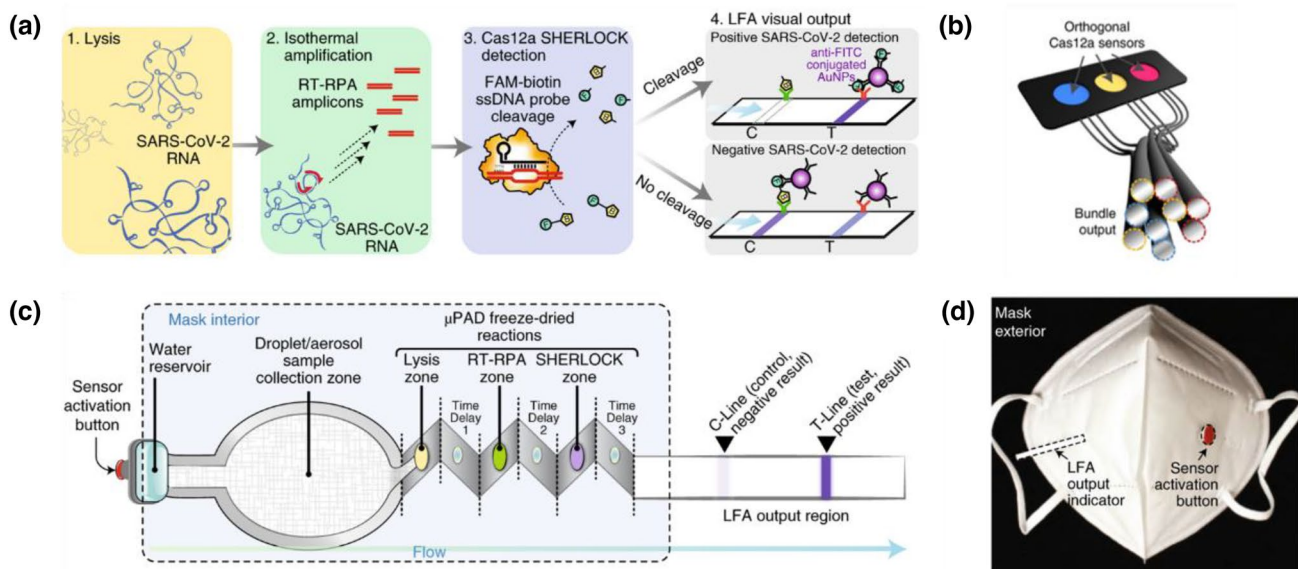 (a)
1. Lysis
SARS-CoV-2
RNA
2. Isothermal
amplification
RT-RPA
amplicons
SARS-CoV-2
RNA
3. Cas12a SHERLOCK
detection
FAM-biotin
ssDNA probe
cleavage
Cleavage
No cleavage
4. LFA visual output
Positive SARS-CoV-2 detection
anti-FITC
conjugated
AuNPs
C
T
Negative SARS-CoV-2 detection
C
T
(b)
Orthogonal
Cas12a sensors
Bundle
output
(c)
Mask interior
Water
reservoir
Sensor
activation
button
Droplet/aerosol
sample
collection zone
µPAD freeze-dried
reactions
Lysis
zone
RT-RPA
zone
SHERLOCK
zone
Time
Delay
1
Time
Delay
2
Time
Delay
3
C-Line (control,
negative result)
T-Line (test,
positive result)
LFA output region
Flow
(d)
Mask
exterior
LFA
output
indicator
Sensor
activation
button